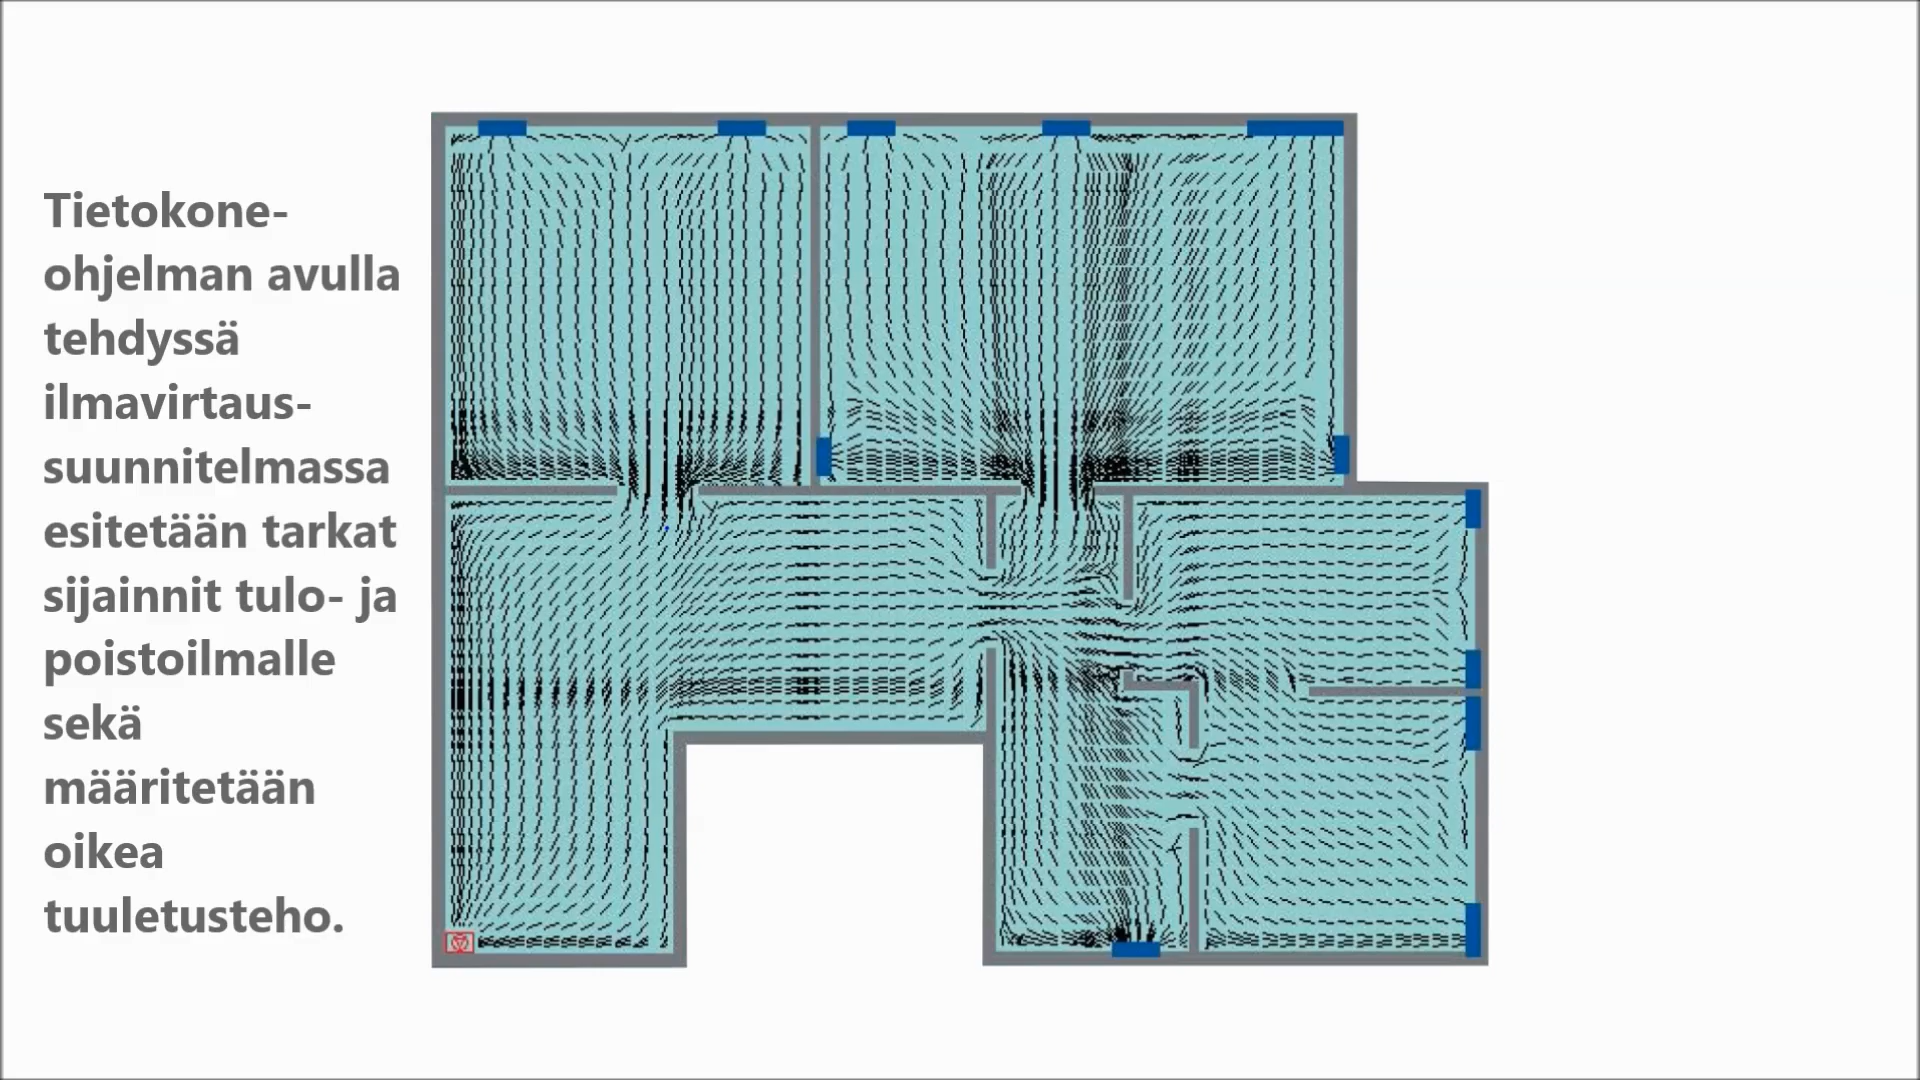 Tietokone-
ohjelman avulla
tehdyssä
ilmavirtaus-
suunnitelmassa
esitetään tarkat
sijainnit tulo- ja
poistoilmalle
sekä
määritetään
oikea
tuuletusteho.